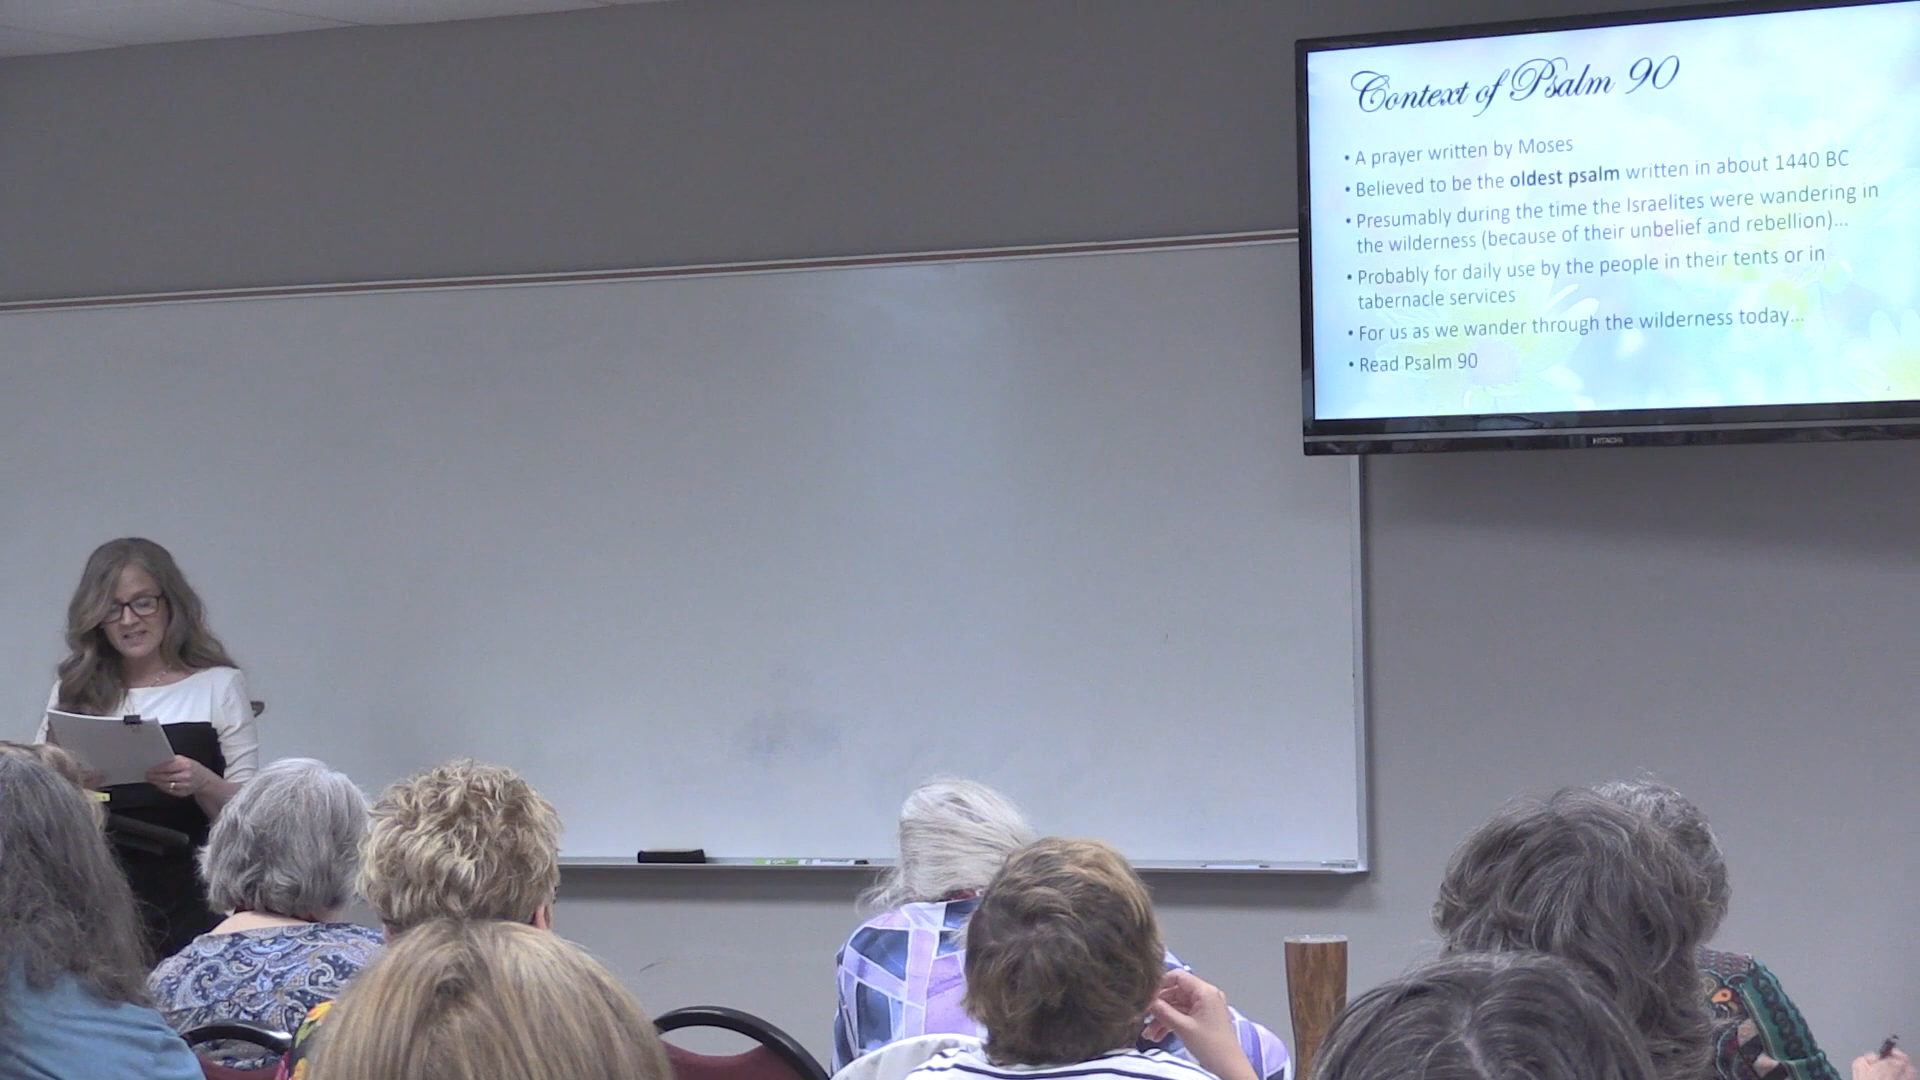 Context of Psalm 90
• A prayer written by Moses
• Believed to be the oldest psalm written in about 1440 BC
• Presumably during the time the Israelites were wandering in
the wilderness (because of their unbelief and rebellion)...
• Probably for daily use by the people in their tents or in
tabernacle services
• For us as we wander through the wilderness today...
• Read Psalm 90
4
HITACHI